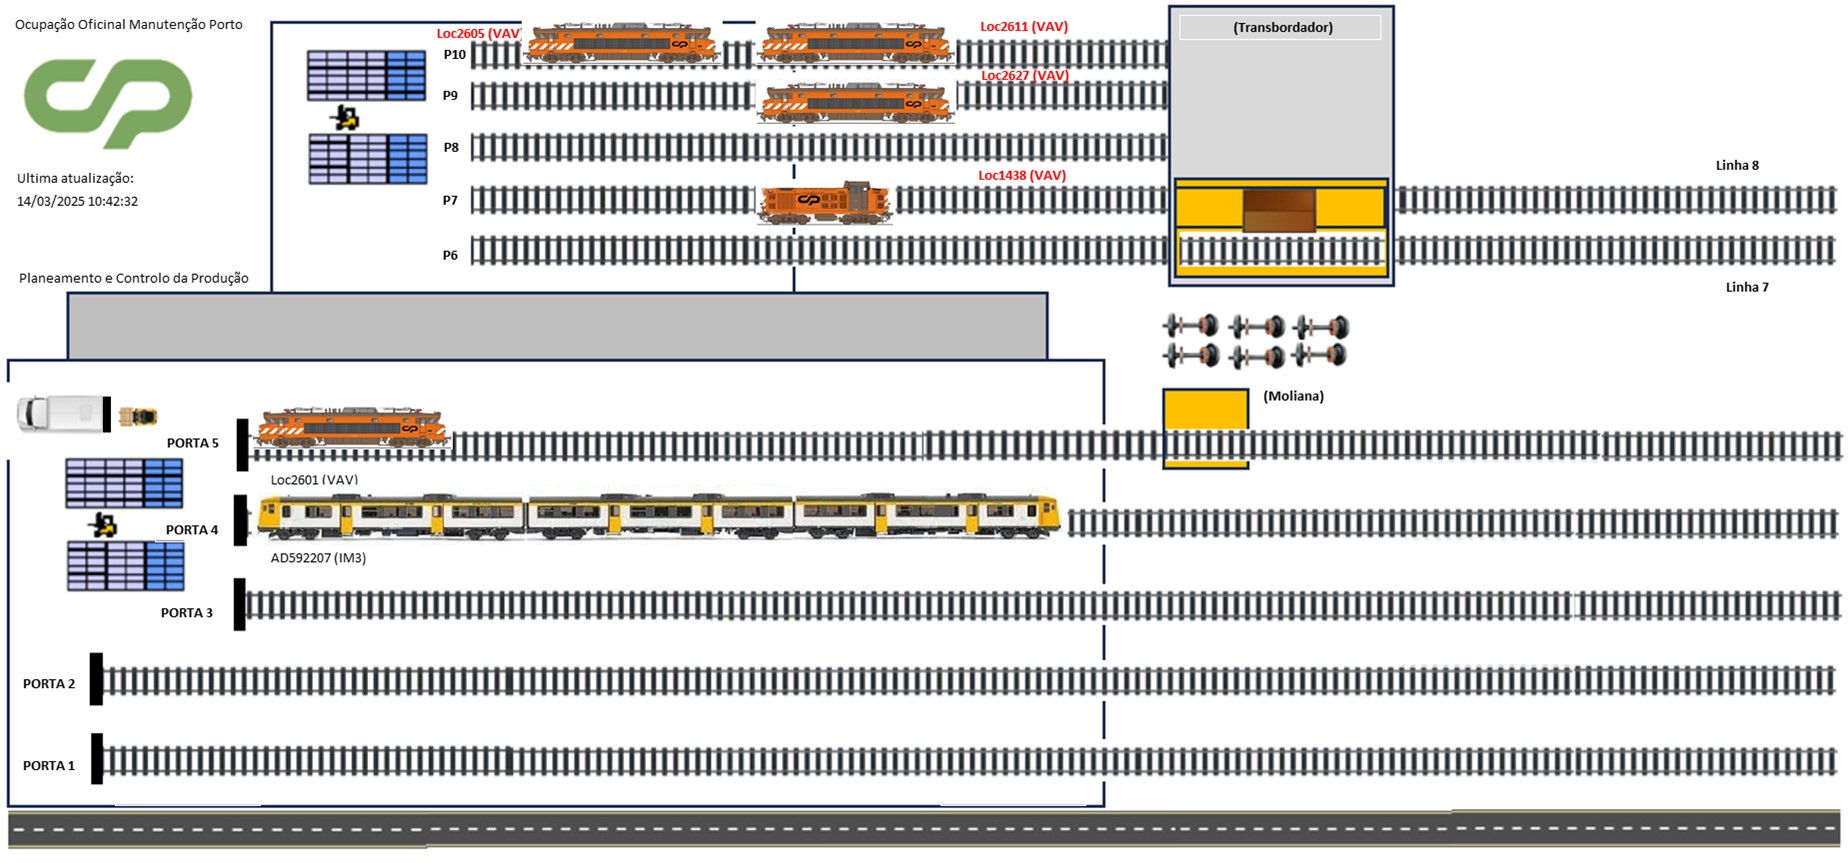 Ocupação Oficinal Manutenção Porto
Loc2605 (VAV)
Loc2611 (VAV)
(Transbordador)
P10
Loc2627 (VAV)
P9
P8
Linha 8
Ultima atualização:
Loc1438 (VAV)
14/03/2025 10:42:32
P7
P6
Planeamento e Controlo da Produção
Linha 7
(Moliana)
PORTA 5
Loc2601 (VAV)
PORTA 4
AD592207 (IM3)
PORTA 3
PORTA 2
PORTA 1